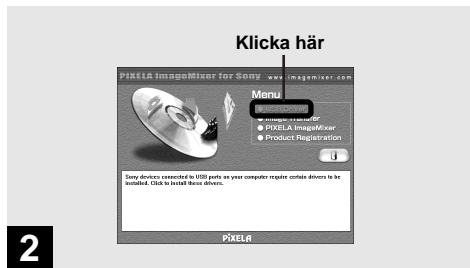 Klicka här
PIXELA ImageMixer for Sony www.imagemixer.com
Menu
USB Driver
Image Transfer
PIXELA ImageMixer
Product Registration
Sony devices connected to USB ports on your computer require certain drivers to be
installed. Click to install these drivers.
PIXELA
2